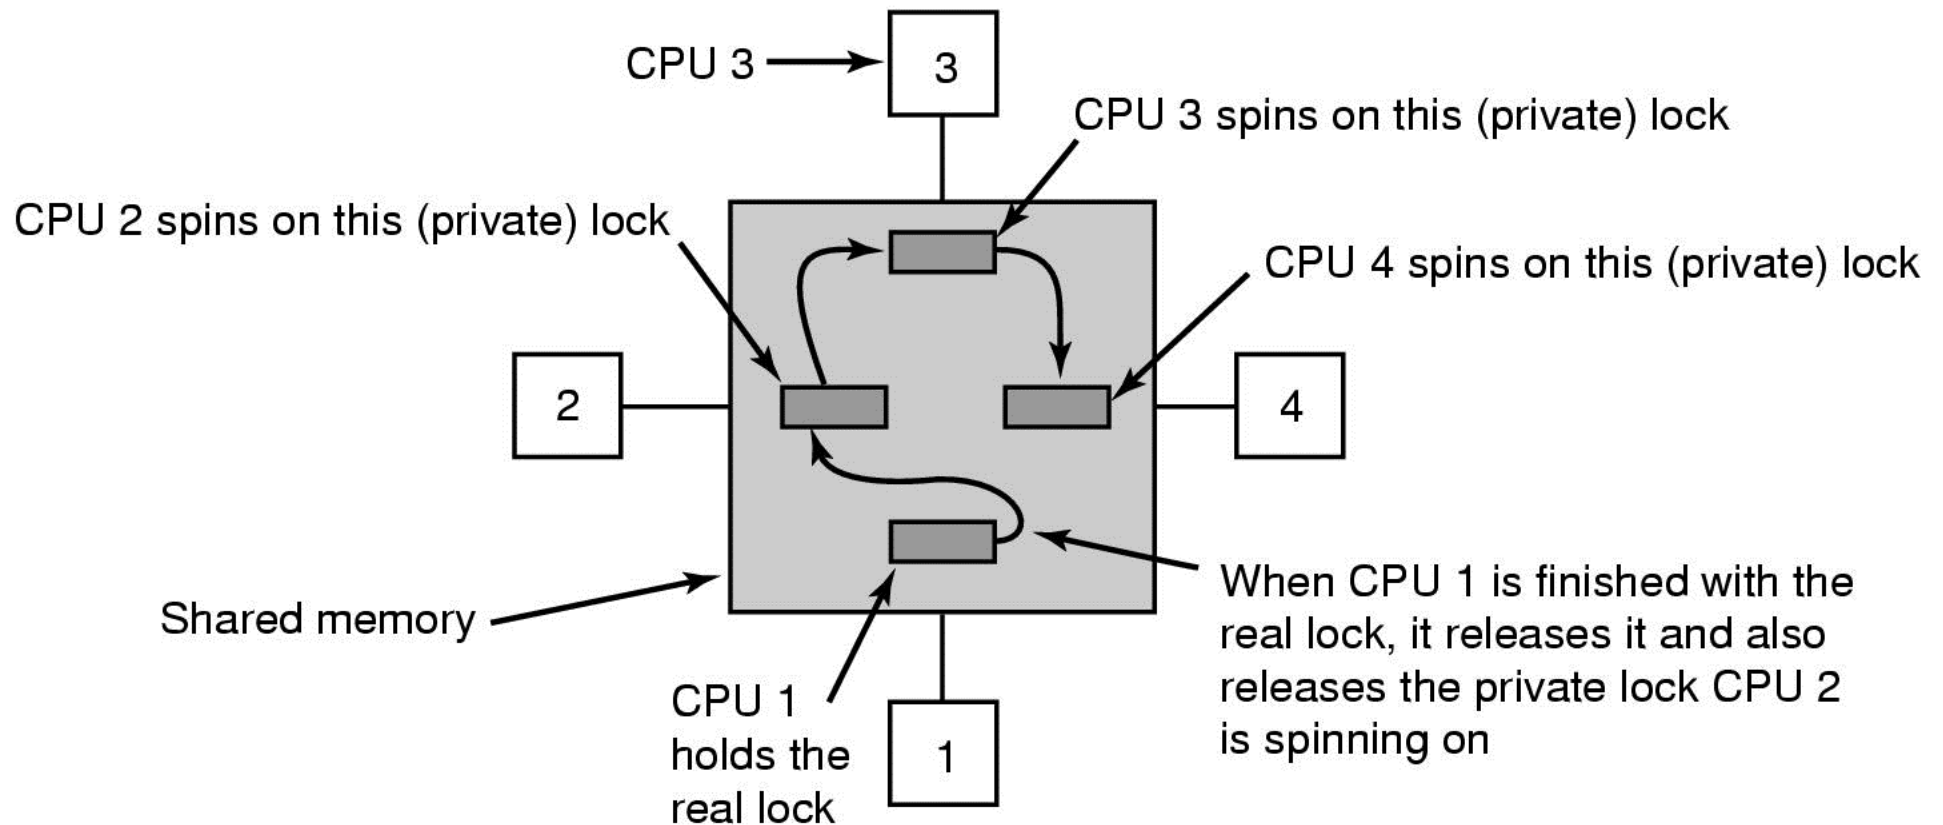 CPU 3
3
CPU 3 spins on this (private) lock
CPU 2 spins on this (private) lock
CPU 4 spins on this (private) lock
2
4
Shared memory
When CPU 1 is finished with the
real lock, it releases it and also
releases the private lock CPU 2
is spinning on
CPU 1
holds the
real lock
1